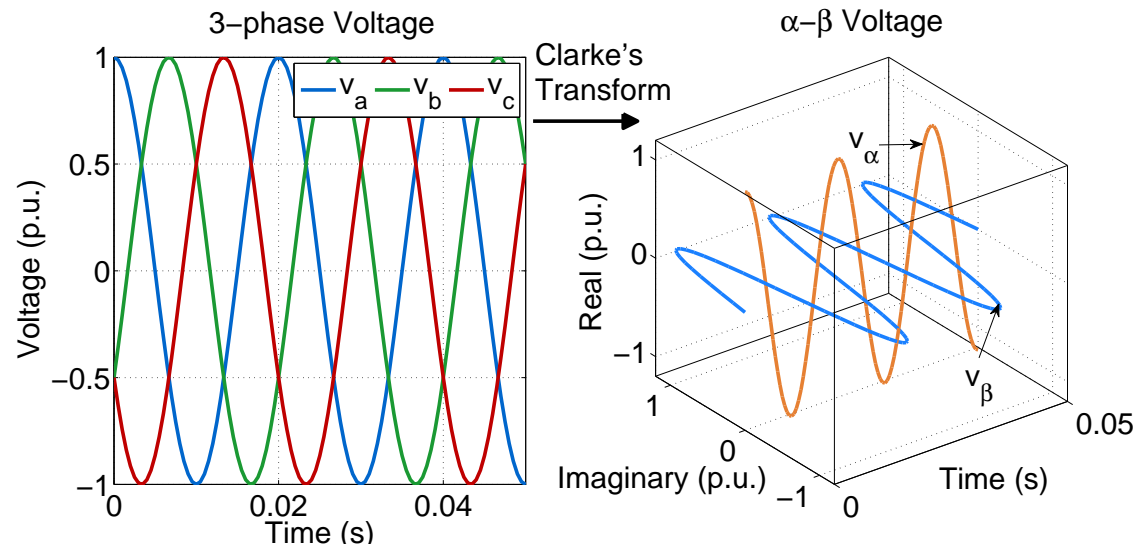 3−phase Voltage
Voltage (p.u.)
1
0.5
0
−0.5
−1
v_a v_b v_c
0 0.02 0.04
Time (s)
Clarke's
Transform
α−β Voltage
Real (p.u.)
1
0
−1
v_α
v_β
1
0
−1
Imaginary (p.u.)
0
0.05
Time (s)